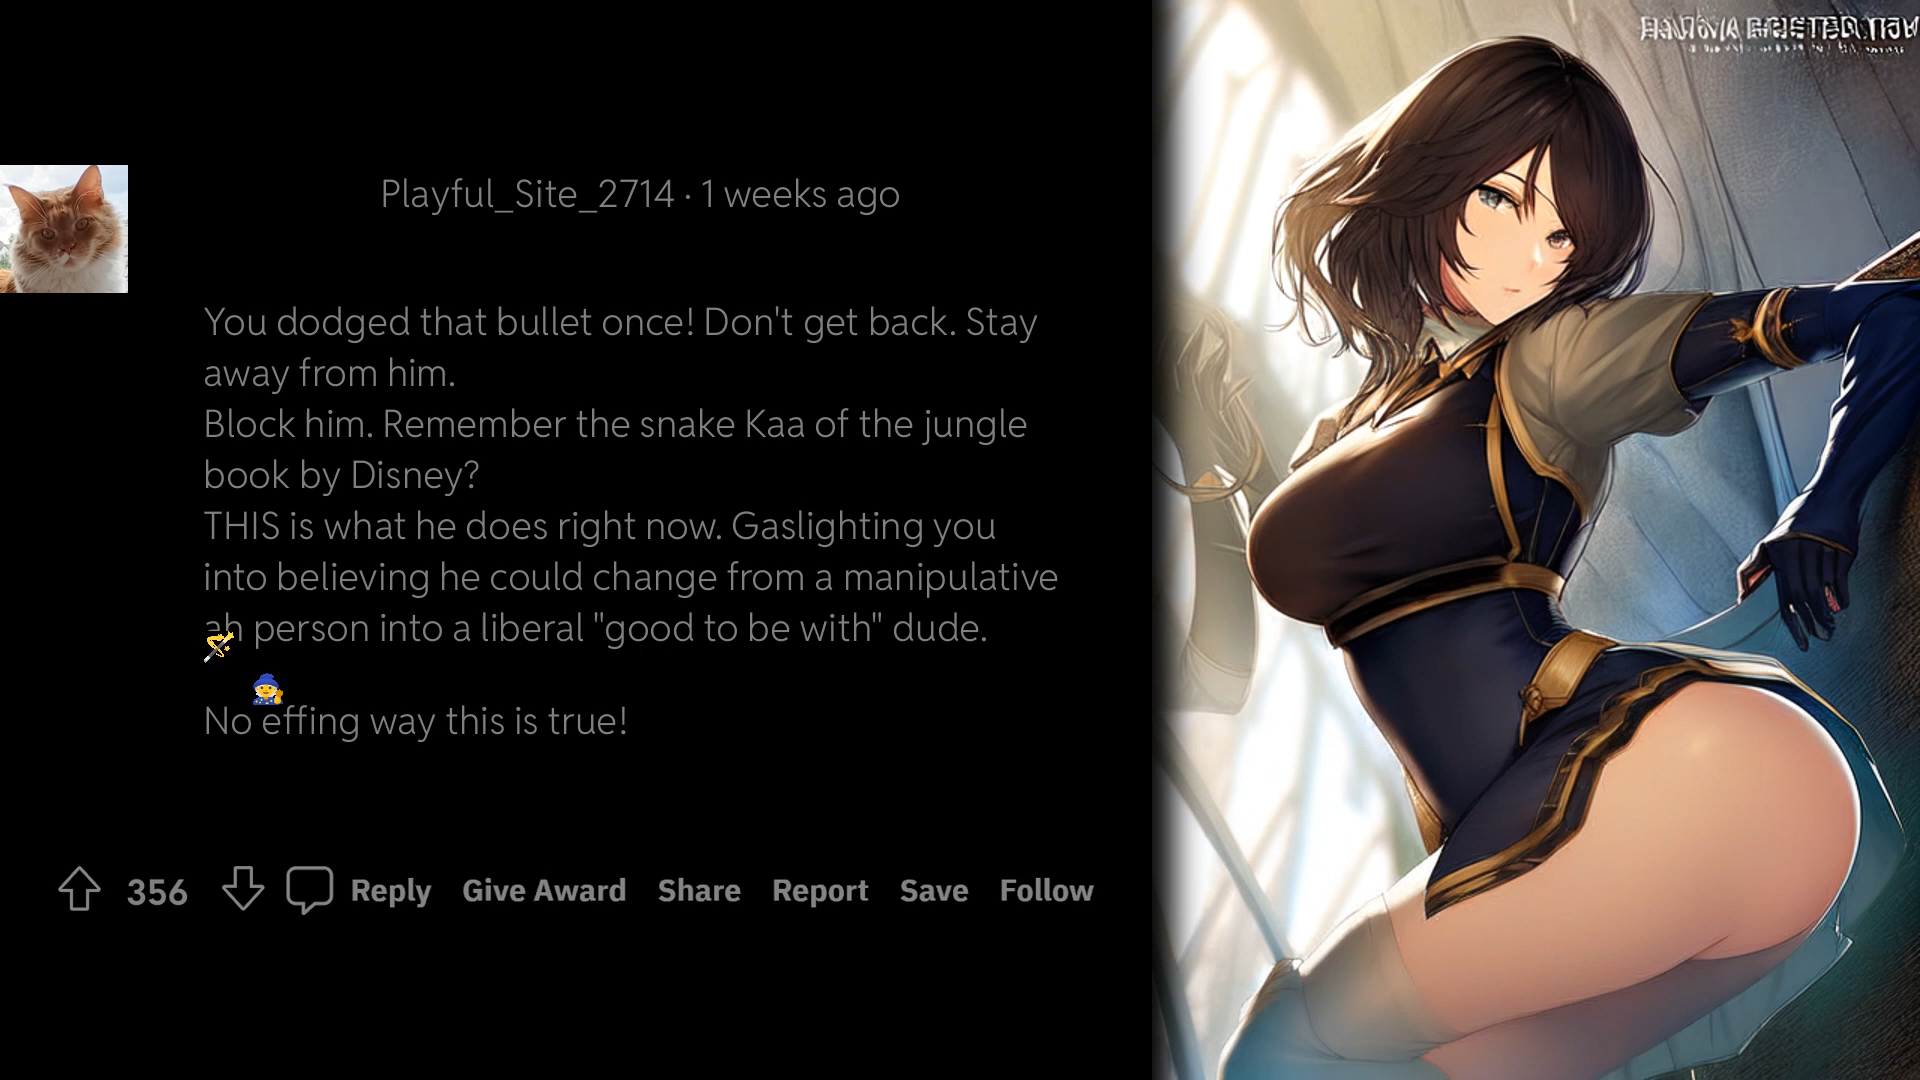 Playful_Site_2714 · 1 weeks ago
You dodged that bullet once! Don't get back. Stay
away from him.
Block him. Remember the snake Kaa of the jungle
book by Disney?
THIS is what he does right now. Gaslighting you
into believing he could change from a manipulative
ah person into a liberal "good to be with" dude.
No effing way this is true!
356 Reply Give Award Share Report Save Follow